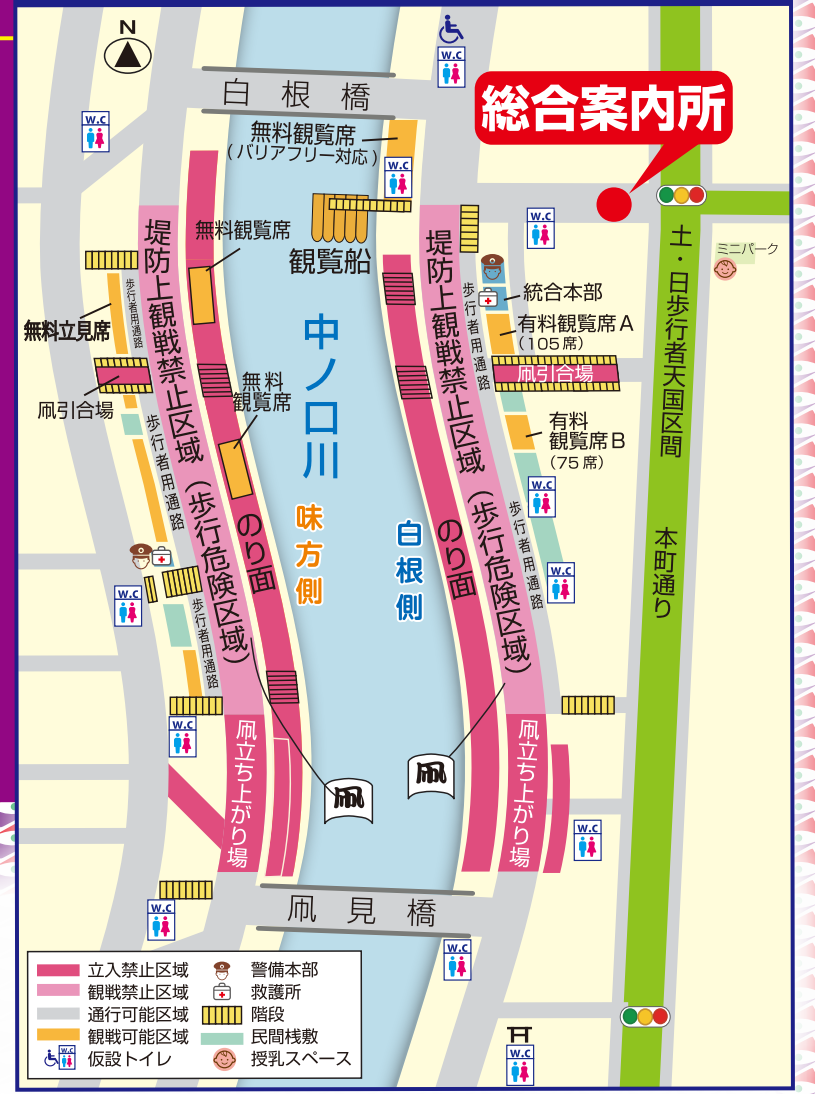 N
W.C
白根橋
総合案内所
W.C
無料観覧席
(バリアフリー対応)
W.C
無料観覧席
観覧船
堤防上観戦禁止区域(歩行危険区域)
堤防上観戦禁止区域(歩行危険区域)
W.C
土・日歩行者天国区間
ミニパーク
歩行者用通路
歩行者用通路
統合本部
無料立見席
有料観覧席A
(105席)
中ノ口川
凧引合場
凧引合場
無料
観覧席
歩行者用通路
有料
観覧席B
(75席)
W.C
味方側
白根側
のり面
のり面
歩行者用通路
本町通り
W.C
W.C
歩行者用通路
W.C
凧立ち上がり場
凧立ち上がり場
凧
凧
W.C
凧見橋
W.C
W.C
W.C
立入禁止区域
観戦禁止区域
通行可能区域
観戦可能区域
W.C
仮設トイレ
警備本部
救護所
階段
民間桟敷
授乳スペース